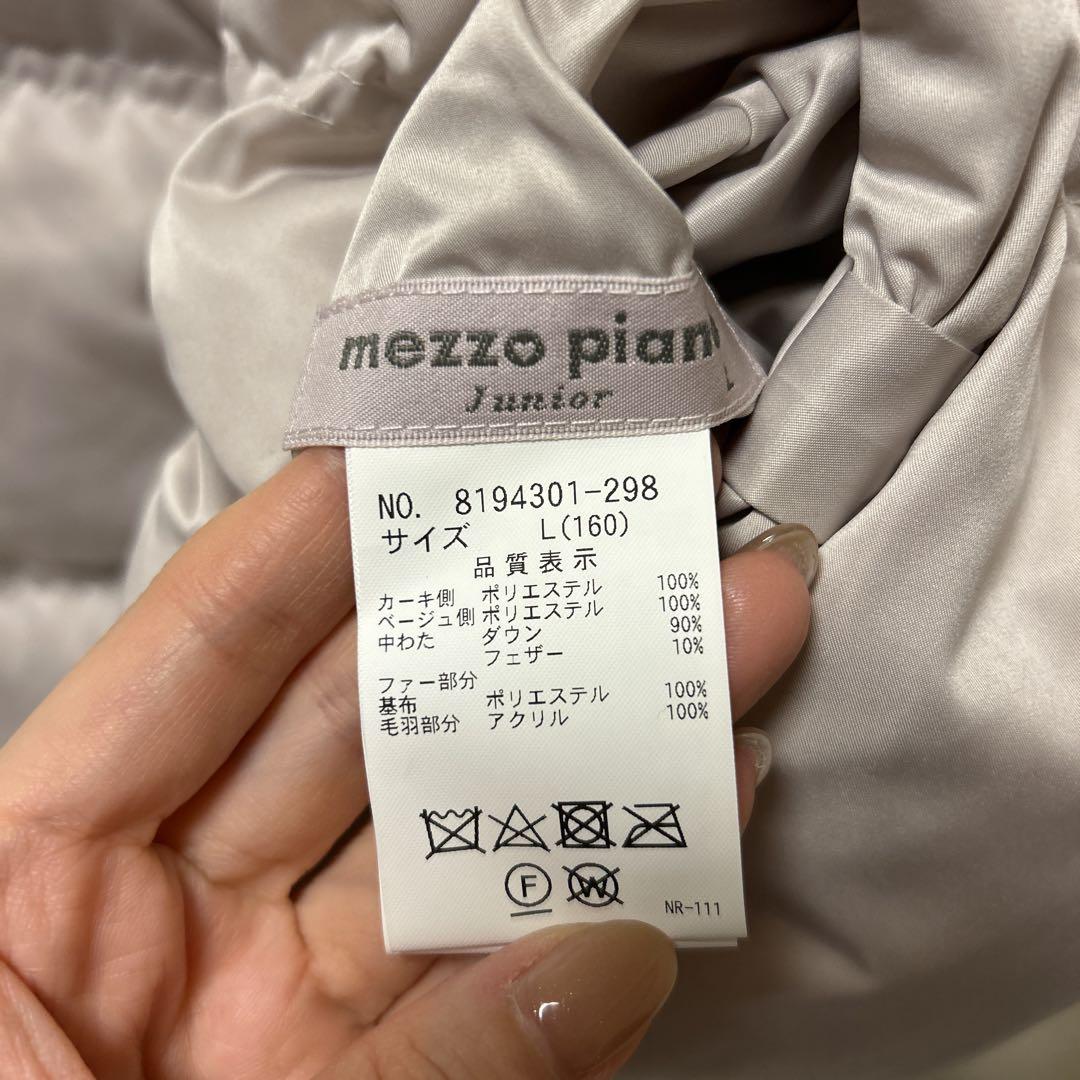 mezzo piano
Junior
L
NO. 8194301-298
サイズ L(160)
品質表示
カーキ側 ポリエステル 100%
ベージュ側 ポリエステル 100%
中わた ダウン 90%
フェザー 10%
ファー部分
基布 ポリエステル 100%
毛羽部分 アクリル 100%
F W
NR-111